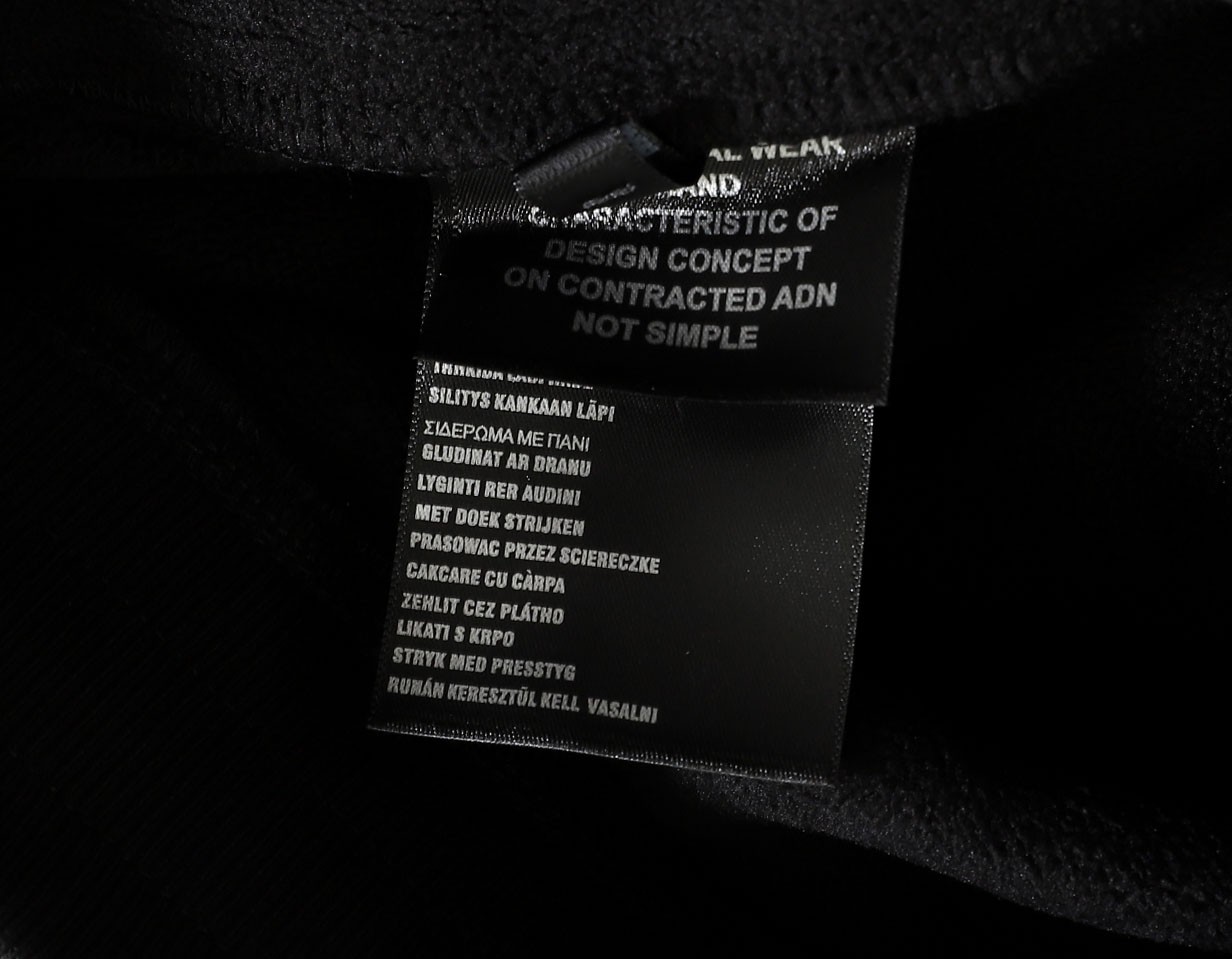 WEAR
CHARACTERISTIC OF
DESIGN CONCEPT
ON CONTRACTED ADN
NOT SIMPLE
SILITYS KANKAAN LÃPI
ΣΙΔΕΡΩΜΑ ΜΕ ΠΑΝΙ
GLUDINAT AR DRANU
LYGINTI RER AUDINI
MET DOEK STRIJKEN
PRASOWAC PRZEZ SCIERECZKE
CAKCARE CU CÀRPA
ZEHLIT CEZ PLÁTHO
LIKATI S KRPO
STRYK MED PRESSTYG
RUHÁN KERESZTÜL KELL VASALNI